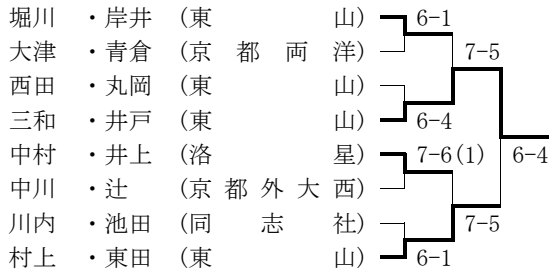 堀川・岸井(東山) 6-1
大津・青倉(京都両洋) 7-5
西田・丸岡(東山)
三和・井戸(東山) 6-4
中村・井上(洛星) 7-6(1) 6-4
中川・辻(京都外大西)
川内・池田(同志社) 7-5
村上・東田(東山) 6-1